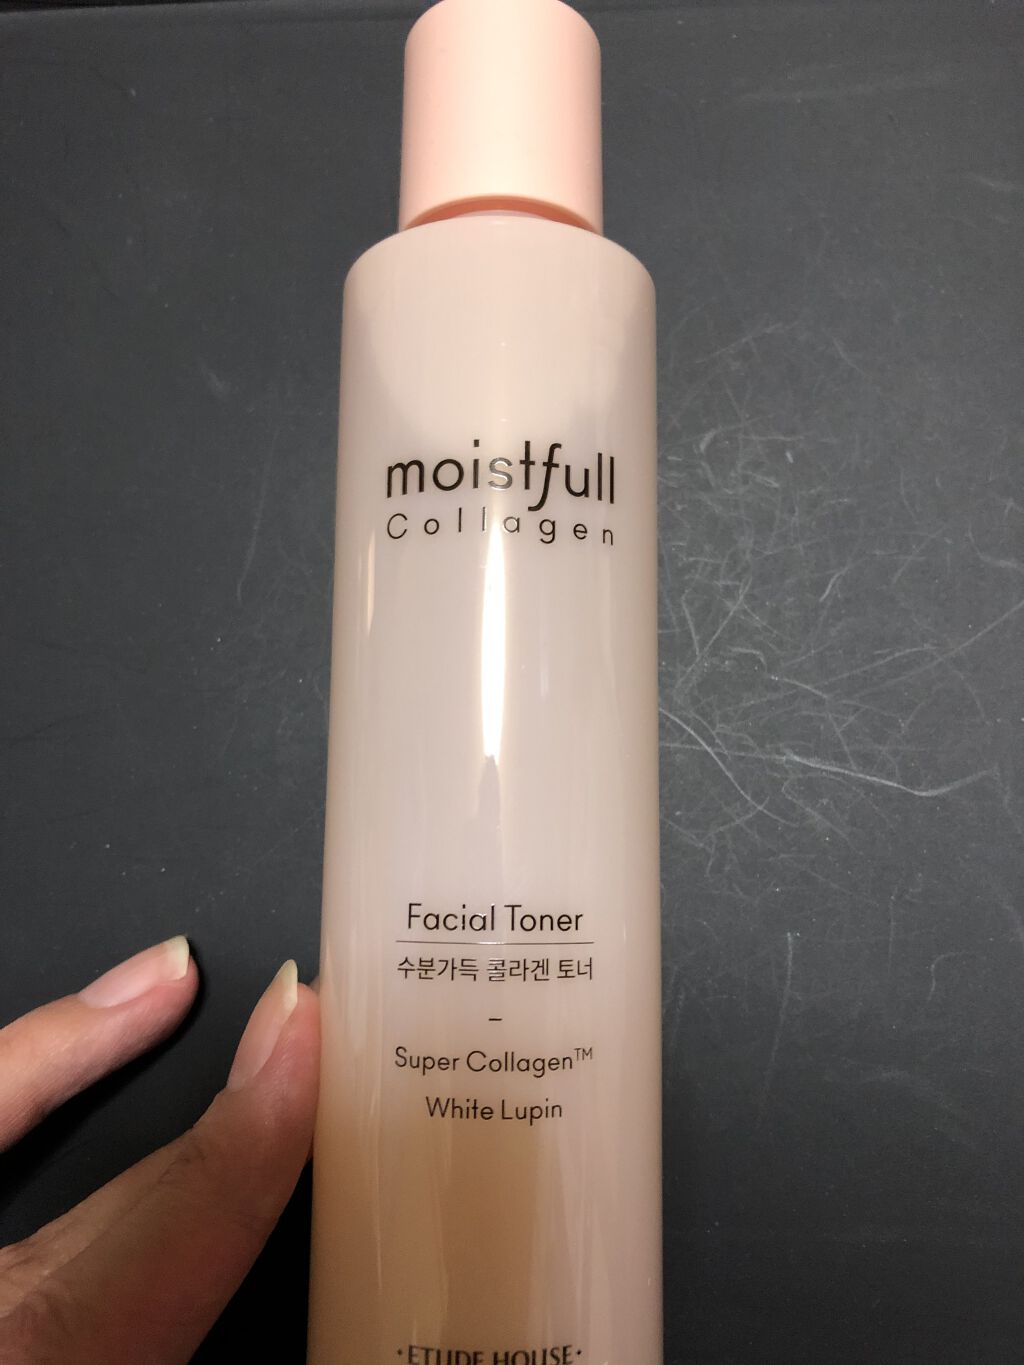 moistfull
Collagen
Facial Toner
수분가득 콜라겐 토너
–
Super Collagen™
White Lupin
·ETUDE HOUSE·